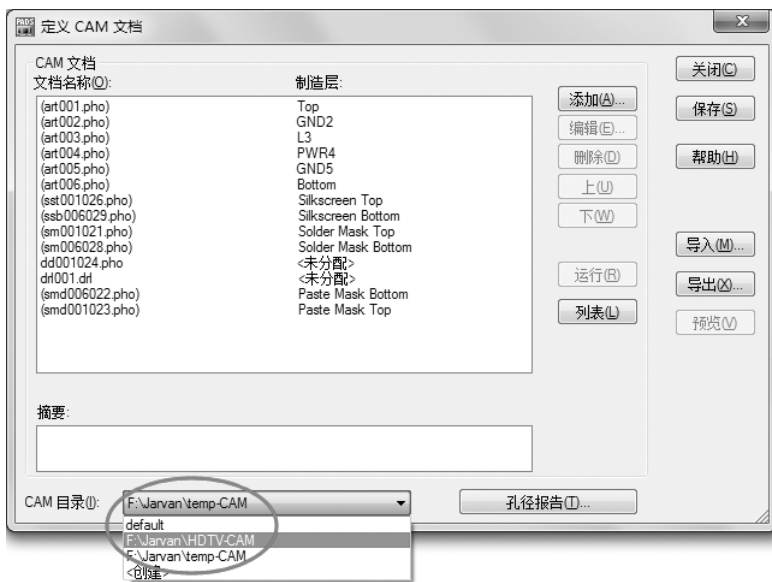 PADS
定义 CAM 文档
CAM 文档
文档名称(O): 制造层:
(art001.pho) Top
(art002.pho) GND2
(art003.pho) L3
(art004.pho) PWR4
(art005.pho) GND5
(art006.pho) Bottom
(sst001026.pho) Silkscreen Top
(ssb006029.pho) Silkscreen Bottom
(sm001021.pho) Solder Mask Top
(sm006028.pho) Solder Mask Bottom
dd001024.pho <未分配>
drl001.drl <未分配>
(smd006022.pho) Paste Mask Bottom
(smd001023.pho) Paste Mask Top
添加(A)...
编辑(E)...
删除(D)
上(U)
下(W)
运行(R)
列表(L)
关闭(C)
保存(S)
帮助(H)
导入(M)...
导出(X)...
预览(V)
摘要:
CAM 目录(I): F:\Jarvan\temp-CAM 孔径报告(T)...
default
F:\Jarvan\HDTV-CAM
F:\Jarvan\temp-CAM
<创建>